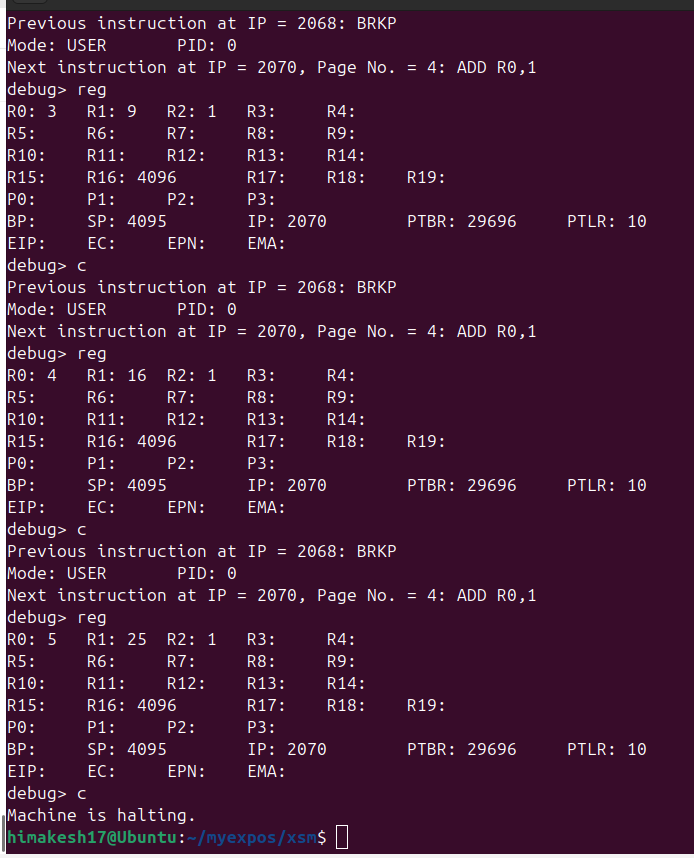 Previous instruction at IP = 2068: BRKP
Mode: USER PID: 0
Next instruction at IP = 2070, Page No. = 4: ADD R0,1
debug> reg
R0: 3 R1: 9 R2: 1 R3: R4:
R5: R6: R7: R8: R9:
R10: R11: R12: R13: R14:
R15: R16: 4096 R17: R18: R19:
P0: P1: P2: P3:
BP: SP: 4095 IP: 2070 PTBR: 29696 PTLR: 10
EIP: EC: EPN: EMA:
debug> c
Previous instruction at IP = 2068: BRKP
Mode: USER PID: 0
Next instruction at IP = 2070, Page No. = 4: ADD R0,1
debug> reg
R0: 4 R1: 16 R2: 1 R3: R4:
R5: R6: R7: R8: R9:
R10: R11: R12: R13: R14:
R15: R16: 4096 R17: R18: R19:
P0: P1: P2: P3:
BP: SP: 4095 IP: 2070 PTBR: 29696 PTLR: 10
EIP: EC: EPN: EMA:
debug> c
Previous instruction at IP = 2068: BRKP
Mode: USER PID: 0
Next instruction at IP = 2070, Page No. = 4: ADD R0,1
debug> reg
R0: 5 R1: 25 R2: 1 R3: R4:
R5: R6: R7: R8: R9:
R10: R11: R12: R13: R14:
R15: R16: 4096 R17: R18: R19:
P0: P1: P2: P3:
BP: SP: 4095 IP: 2070 PTBR: 29696 PTLR: 10
EIP: EC: EPN: EMA:
debug> c
Machine is halting.
himakesh17@Ubuntu:~/myexpos/xsm$